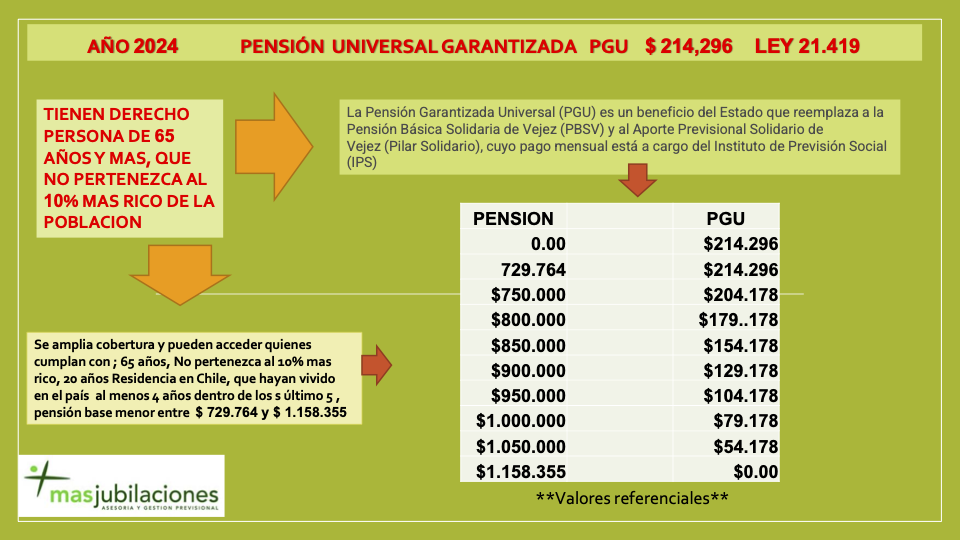 AÑO 2024 PENSIÓN UNIVERSAL GARANTIZADA PGU $ 214,296 LEY 21.419
TIENEN DERECHO
PERSONA DE 65
AÑOS Y MAS, QUE
NO PERTENEZCA AL
10% MAS RICO DE LA
POBLACION
La Pensión Garantizada Universal (PGU) es un beneficio del Estado que reemplaza a la
Pensión Básica Solidaria de Vejez (PBSV) y al Aporte Previsional Solidario de
Vejez (Pilar Solidario), cuyo pago mensual está a cargo del Instituto de Previsión Social
(IPS)
PENSION PGU
0.00 $214.296
729.764 $214.296
$750.000 $204.178
$800.000 $179..178
$850.000 $154.178
$900.000 $129.178
$950.000 $104.178
$1.000.000 $79.178
$1.050.000 $54.178
$1.158.355 $0.00
**Valores referenciales**
Se amplia cobertura y pueden acceder quienes
cumplan con ; 65 años, No pertenezca al 10% mas
rico, 20 años Residencia en Chile, que hayan vivido
en el país al menos 4 años dentro de los s último 5 ,
pensión base menor entre $ 729.764 y $ 1.158.355
masjubilaciones
ASESORIA Y GESTION PREVISIONAL